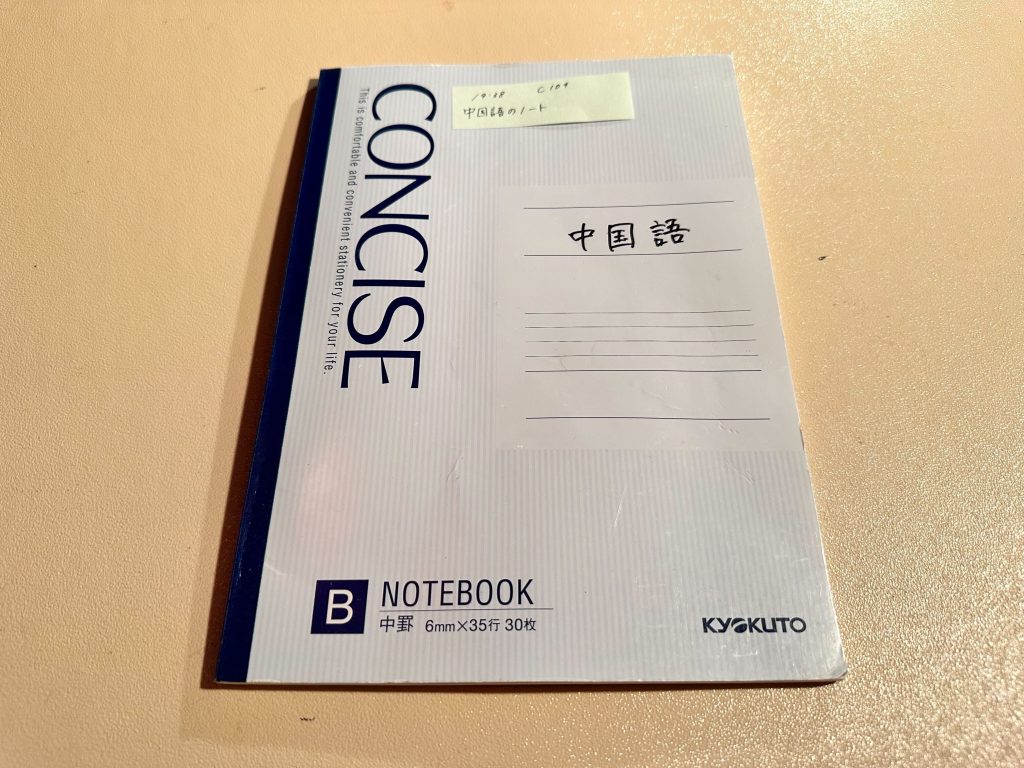 19:38 C104
中国語のノート
CONCISE
This is comfortable and convenient stationery for your life.
中国語
B NOTEBOOK
中罫 6mm×35行 30枚
KYOKUTO